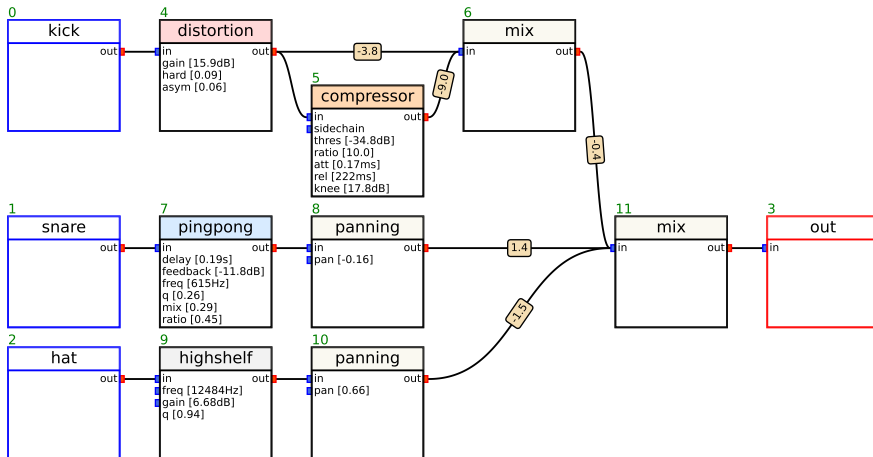 0
kick
out
4
distortion
in out
gain [15.9dB]
hard [0.09]
asym [0.06]
-3.8
5
compressor
in out
sidechain
thres [-34.8dB]
ratio [10.0]
att [0.17ms]
rel [222ms]
knee [17.8dB]
-9.0
6
mix
in out
-0.4
1
snare
out
7
pingpong
in out
delay [0.19s]
feedback [-11.8dB]
freq [615Hz]
q [0.26]
mix [0.29]
ratio [0.45]
8
panning
in out
pan [-0.16]
1.4
11
mix
in out
3
out
in
2
hat
out
9
highshelf
in out
freq [12484Hz]
gain [6.68dB]
q [0.94]
10
panning
in out
pan [0.66]
-1.5